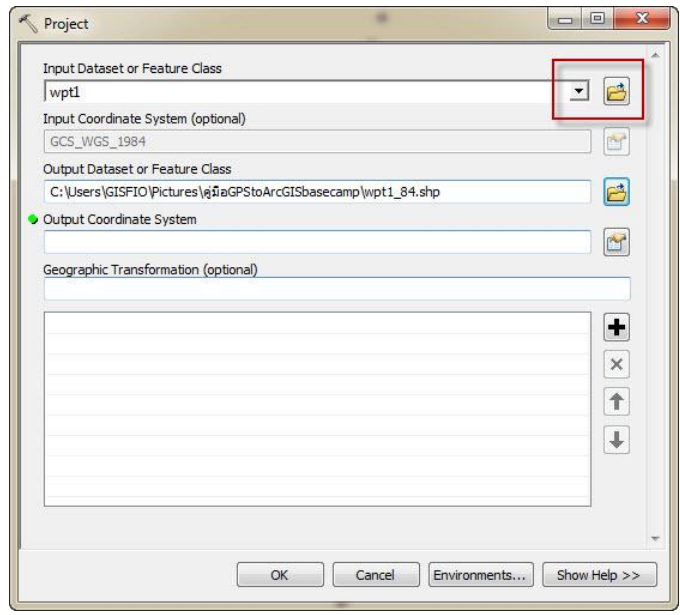 Project
Input Dataset or Feature Class
wpt1
Input Coordinate System (optional)
GCS_WGS_1984
Output Dataset or Feature Class
C:\Users\GISFIO\Pictures\คู่มือGPStoArcGISbasecamp\wpt1_84.shp
Output Coordinate System
Geographic Transformation (optional)
OK Cancel Environments... Show Help >>